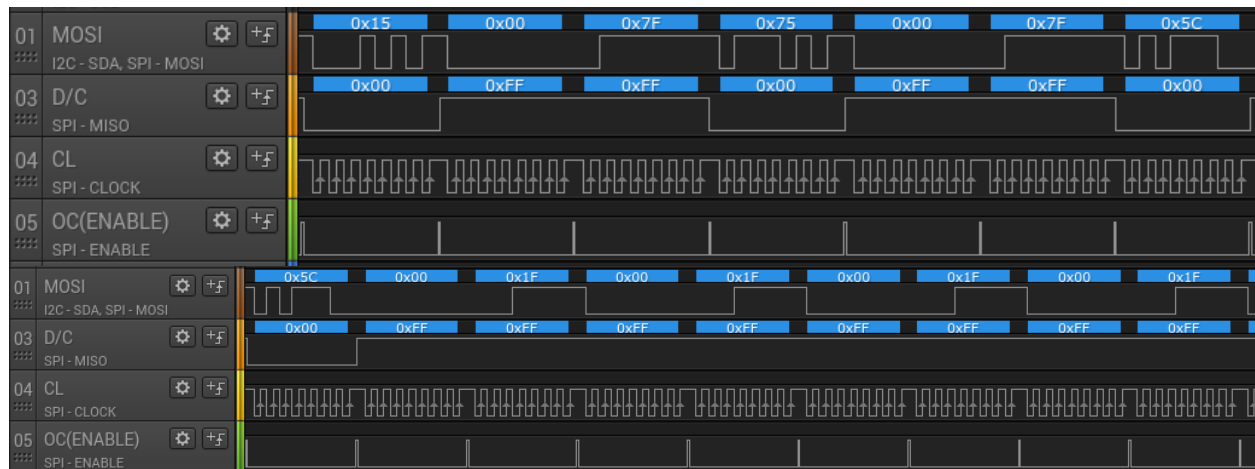 0x15 0x00 0x7F 0x75 0x00 0x7F 0x5C
01 MOSI
I2C - SDA, SPI - MOSI
0x00 0xFF 0xFF 0x00 0xFF 0xFF 0x00
03 D/C
SPI - MISO
04 CL
SPI - CLOCK
05 OC(ENABLE)
SPI - ENABLE
0x5C 0x00 0x1F 0x00 0x1F 0x00 0x1F 0x00 0x1F
01 MOSI
I2C - SDA, SPI - MOSI
0x00 0xFF 0xFF 0xFF 0xFF 0xFF 0xFF 0xFF 0xFF
03 D/C
SPI - MISO
04 CL
SPI - CLOCK
05 OC(ENABLE)
SPI - ENABLE